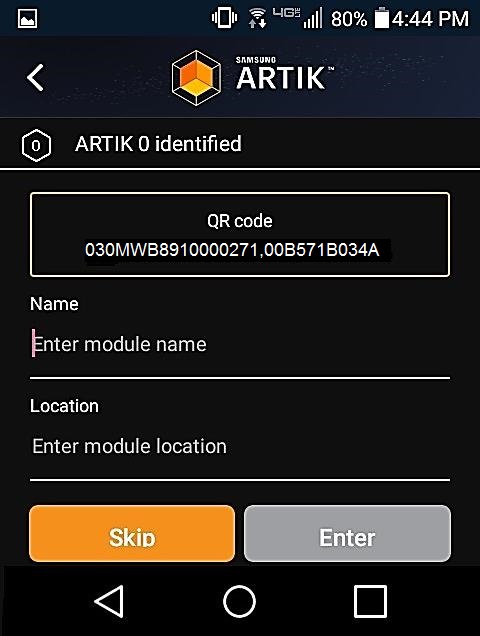 4G 80% 4:44 PM
SAMSUNG
ARTIK™
0 ARTIK 0 identified
QR code
030MWB8910000271,00B571B034A
Name
Enter module name
Location
Enter module location
Skip Enter